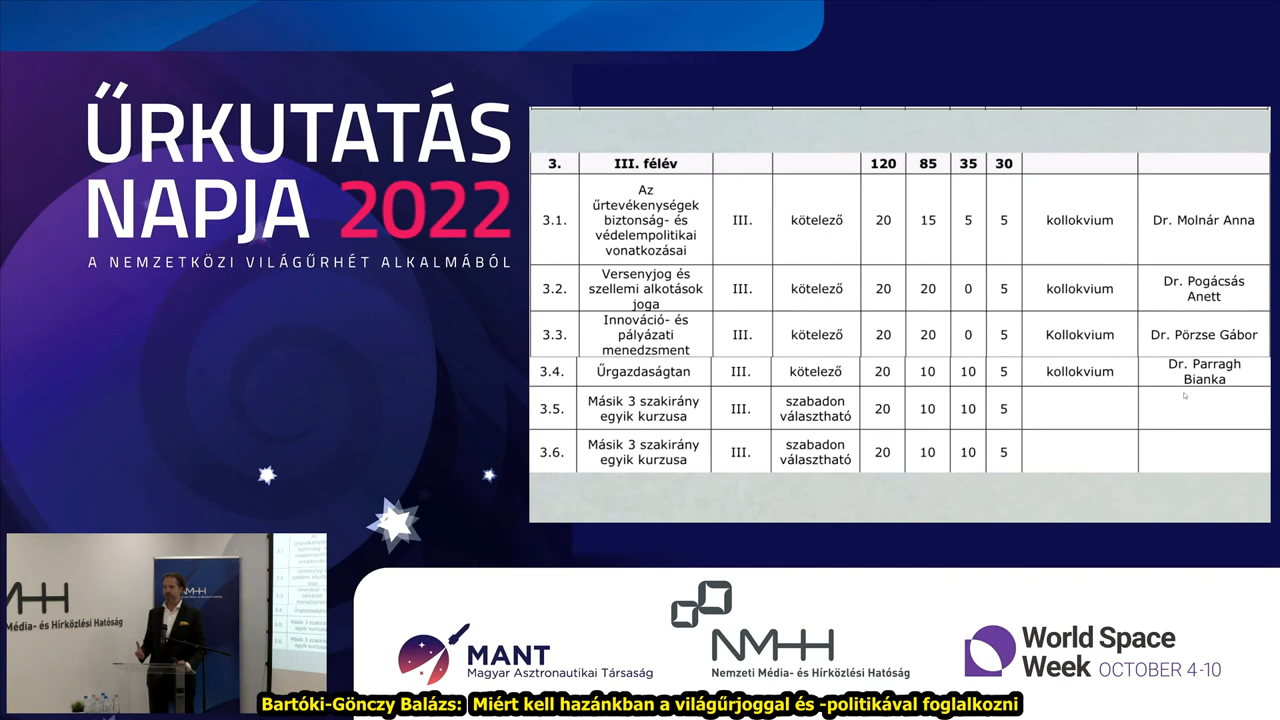 ŰRKUTATÁS
NAPJA 2022
A NEMZETKÖZI VILÁGŰRHÉT ALKALMÁBÓL
3. III. félév 120 85 35 30
3.1. Az űrtevékenységek biztonság- és védelempolitikai vonatkozásai III. kötelező 20 15 5 5 kollokvium Dr. Molnár Anna
3.2. Versenyjog és szellemi alkotások joga III. kötelező 20 20 0 5 kollokvium Dr. Pogácsás Anett
3.3. Innováció- és pályázati menedzsment III. kötelező 20 20 0 5 Kollokvium Dr. Pörzse Gábor
3.4. Űrgazdaságtan III. kötelező 20 10 10 5 kollokvium Dr. Parragh Bianka
3.5. Másik 3 szakirány egyik kurzusa III. szabadon választható 20 10 10 5
3.6. Másik 3 szakirány egyik kurzusa III. szabadon választható 20 10 10 5
Média- és Hírközlési Hatóság
NMHH
MANT
Magyar Asztronautikai Társaság
NMHH
Nemzeti Média- és Hírközlési Hatóság
World Space
Week OCTOBER 4-10
Bartóki-Gönczy Balázs: Miért kell hazánkban a világűrjoggal és -politikával foglalkozni